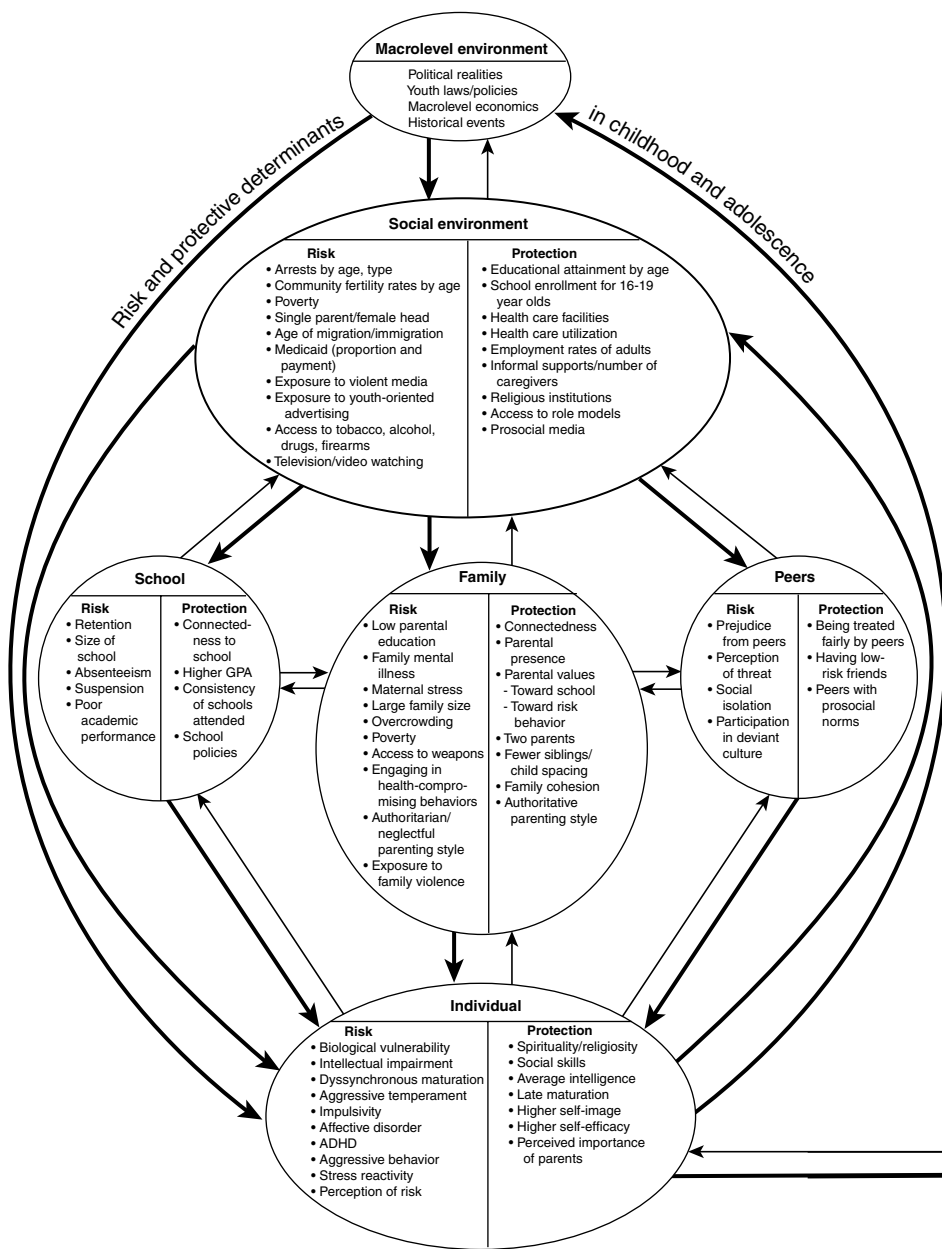 Macrolevel environment
Political realities
Youth laws/policies
Macrolevel economics
Historical events
Risk and protective determinants
in childhood and adolescence
Social environment
Risk
• Arrests by age, type
• Community fertility rates by age
• Poverty
• Single parent/female head
• Age of migration/immigration
• Medicaid (proportion and
payment)
• Exposure to violent media
• Exposure to youth-oriented
advertising
• Access to tobacco, alcohol,
drugs, firearms
• Television/video watching
Protection
• Educational attainment by age
• School enrollment for 16-19
year olds
• Health care facilities
• Health care utilization
• Employment rates of adults
• Informal supports/number of
caregivers
• Religious institutions
• Access to role models
• Prosocial media
School
Risk
• Retention
• Size of
school
• Absenteeism
• Suspension
• Poor
academic
performance
Protection
• Connected-
ness to
school
• Higher GPA
• Consistency
of schools
attended
• School
policies
Family
Risk
• Low parental
education
• Family mental
illness
• Maternal stress
• Large family size
• Overcrowding
• Poverty
• Access to weapons
• Engaging in
health-compro-
mising behaviors
• Authoritarian/
neglectful
parenting style
• Exposure to
family violence
Protection
• Connectedness
• Parental
presence
• Parental values
- Toward school
- Toward risk
behavior
• Two parents
• Fewer siblings/
child spacing
• Family cohesion
• Authoritative
parenting style
Peers
Risk
• Prejudice
from peers
• Perception
of threat
• Social
isolation
• Participation
in deviant
culture
Protection
• Being treated
fairly by peers
• Having low-
risk friends
• Peers with
prosocial
norms
Individual
Risk
• Biological vulnerability
• Intellectual impairment
• Dyssynchronous maturation
• Aggressive temperament
• Impulsivity
• Affective disorder
• ADHD
• Aggressive behavior
• Stress reactivity
• Perception of risk
Protection
• Spirituality/religiosity
• Social skills
• Average intelligence
• Late maturation
• Higher self-image
• Higher self-efficacy
• Perceived importance
of parents